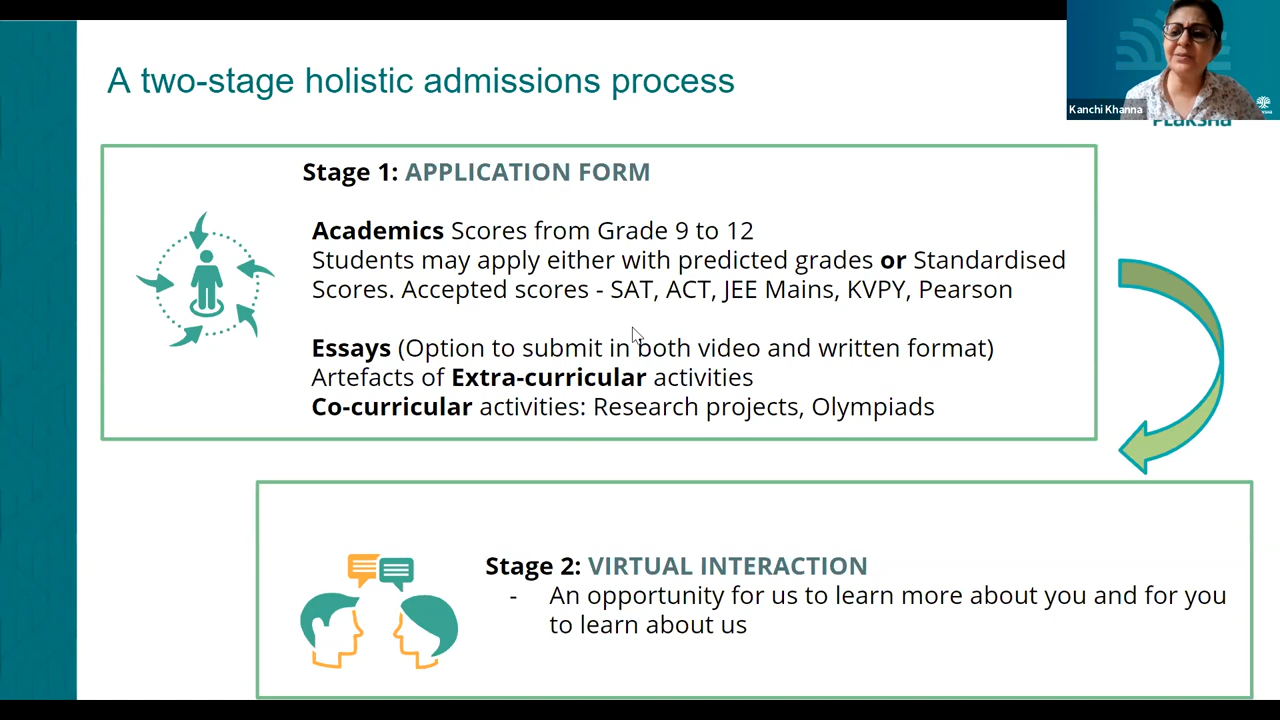 A two-stage holistic admissions process
Kanchi Khanna
PLaKsha
Stage 1: APPLICATION FORM
Academics Scores from Grade 9 to 12
Students may apply either with predicted grades or Standardised
Scores. Accepted scores - SAT, ACT, JEE Mains, KVPY, Pearson
Essays (Option to submit in both video and written format)
Artefacts of Extra-curricular activities
Co-curricular activities: Research projects, Olympiads
Stage 2: VIRTUAL INTERACTION
- An opportunity for us to learn more about you and for you
to learn about us